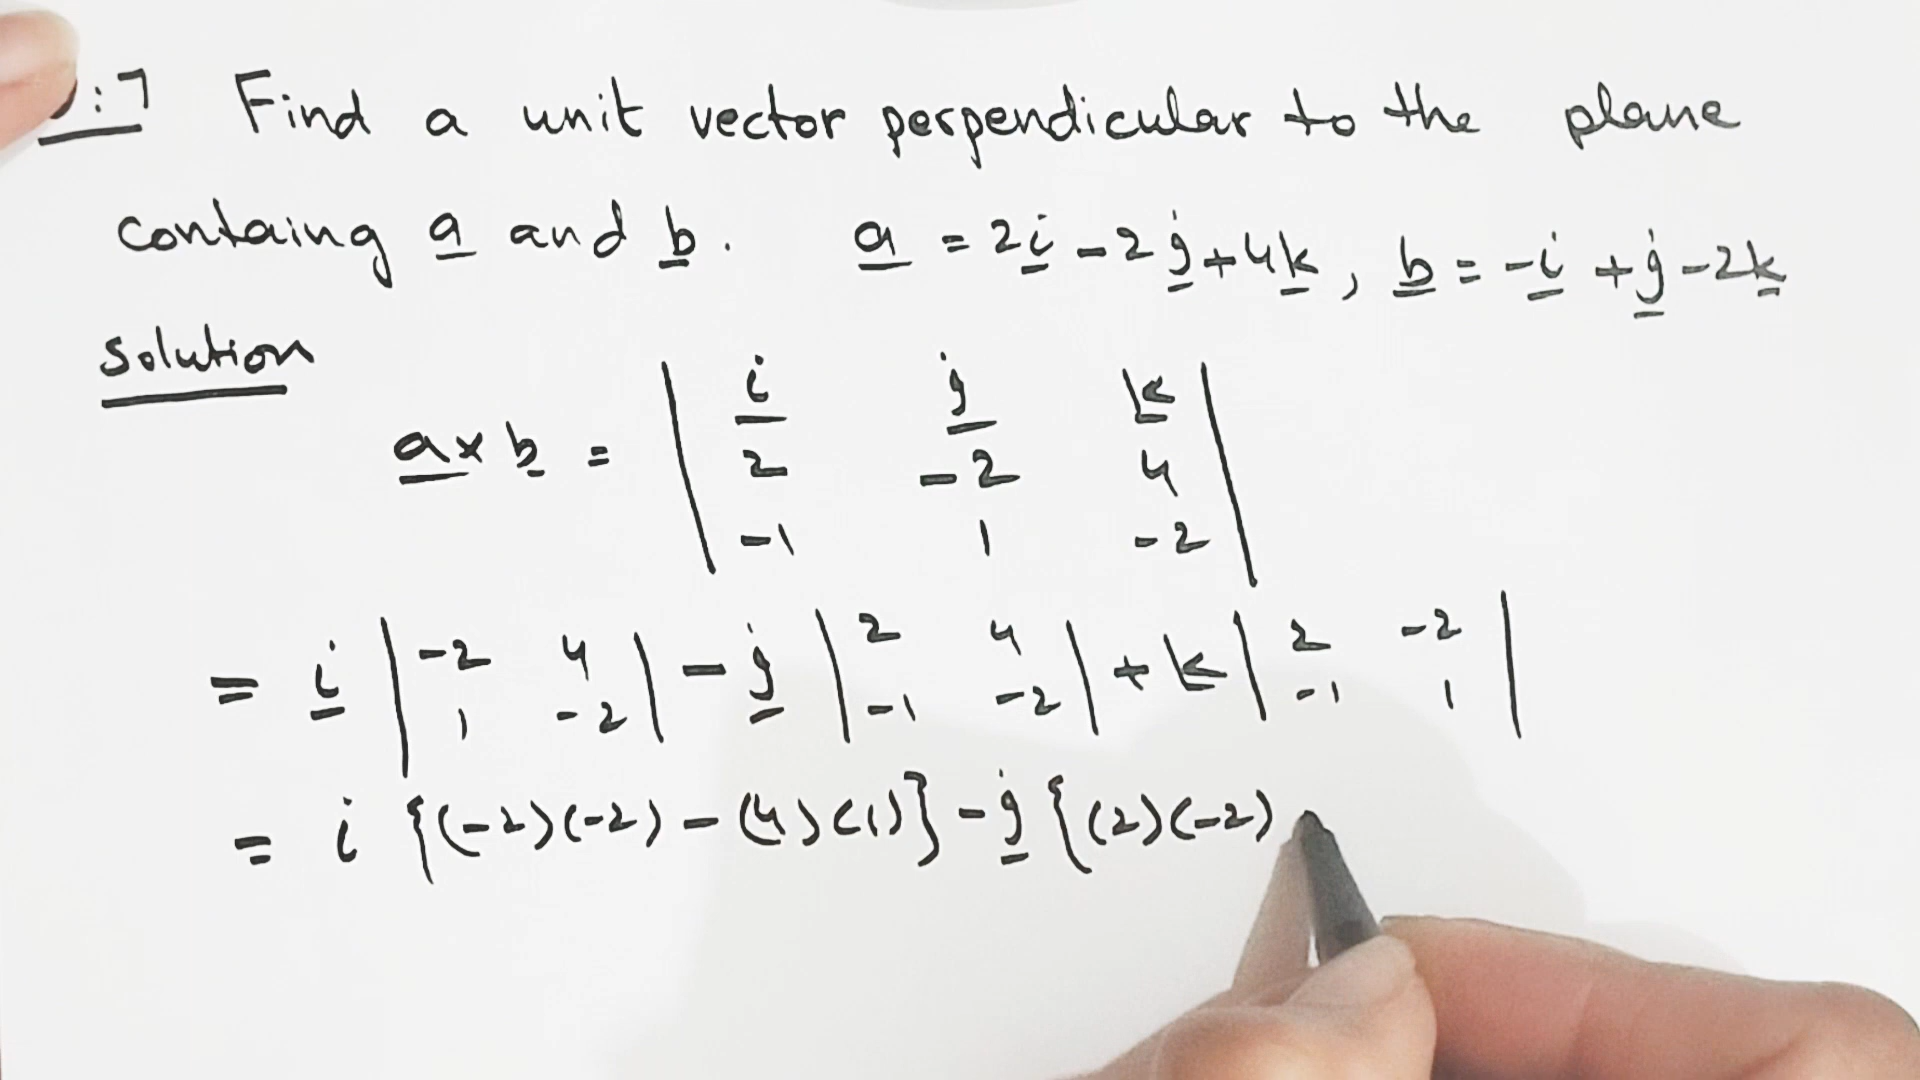 :7 Find a unit vector perpendicular to the plane
containg a and b. a = 2i - 2j + 4k, b = -i + j - 2k
solution
a x b = | i j k |
| 2 -2 4 |
| -1 1 -2 |
= i | -2 4 | - j | 2 4 | + k | 2 -2 |
| 1 -2 | | -1 -2 | | -1 1 |
= i {(-2)(-2) - (4)(1)} - j {(2)(-2)